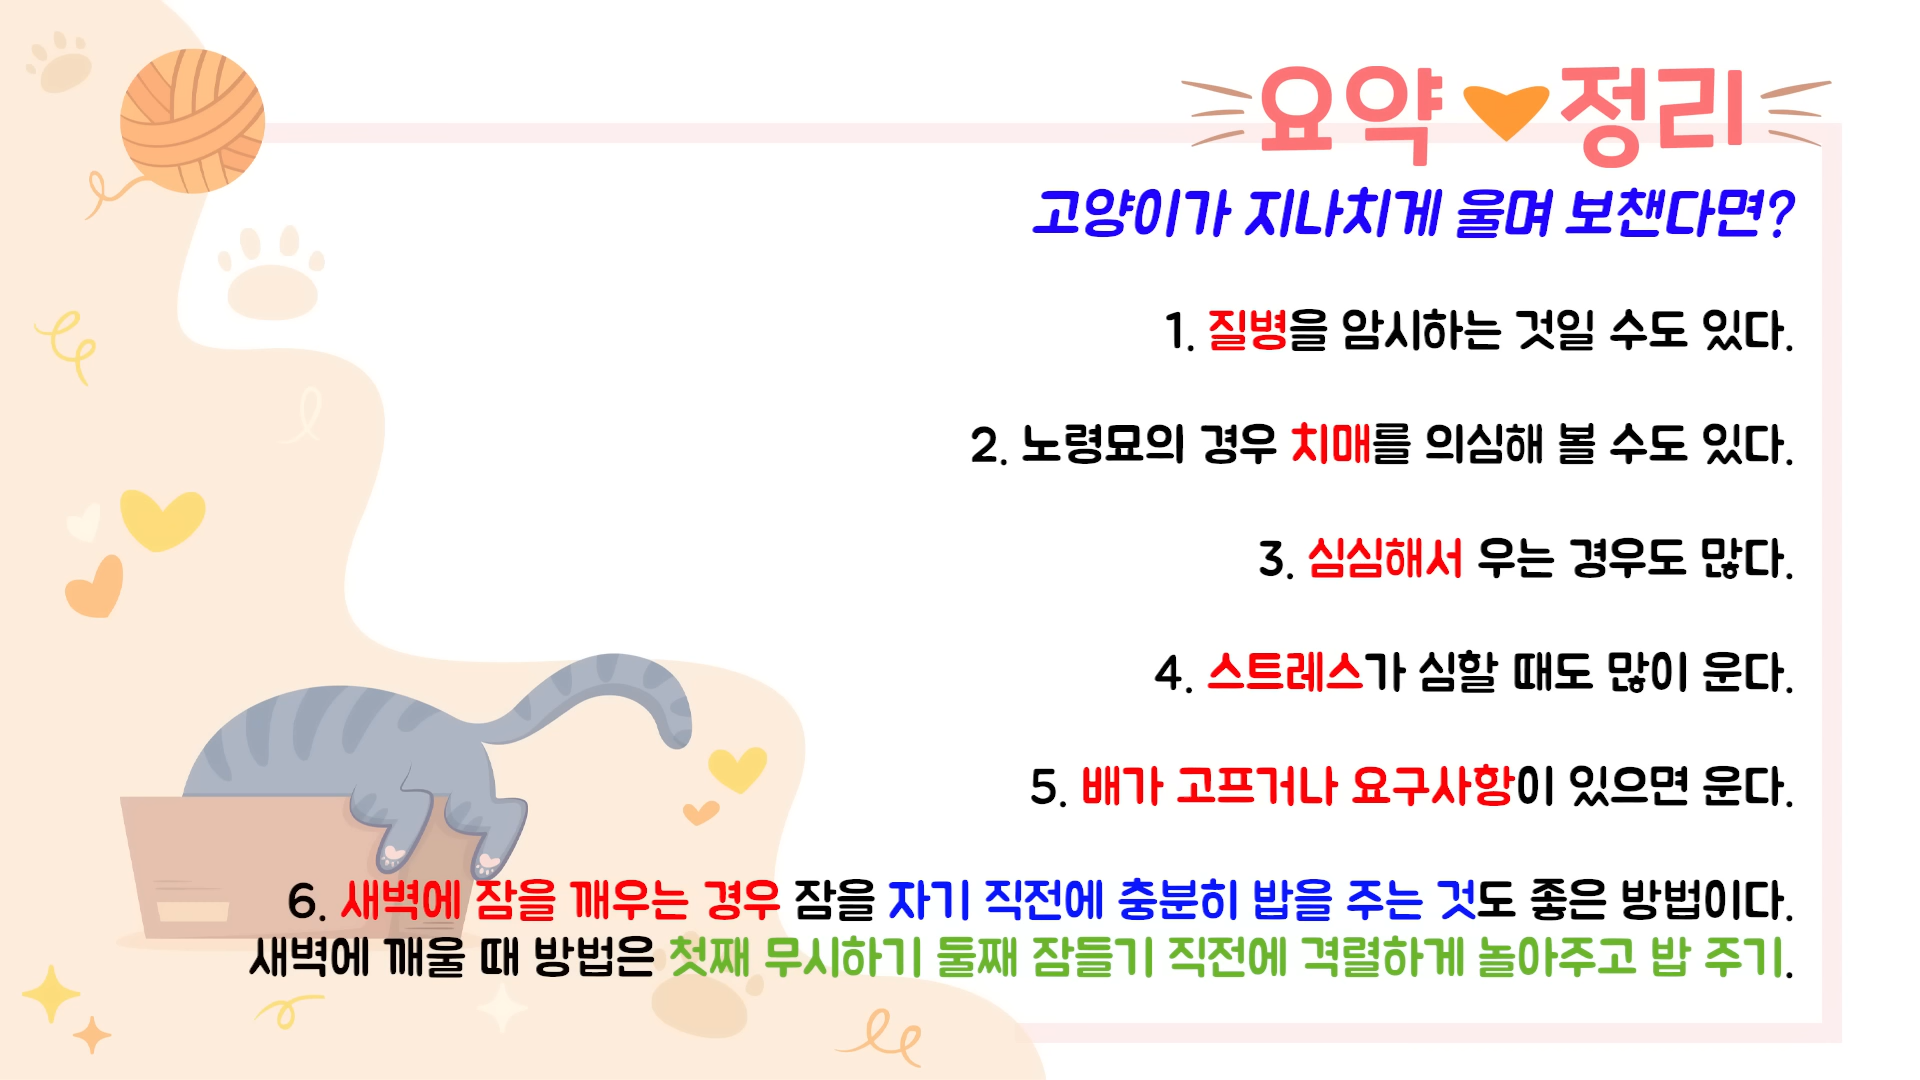 요약 정리
고양이가 지나치게 울며 보챈다면?
1. 질병을 암시하는 것일 수도 있다.
2. 노령묘의 경우 치매를 의심해 볼 수도 있다.
3. 심심해서 우는 경우도 많다.
4. 스트레스가 심할 때도 많이 운다.
5. 배가 고프거나 요구사항이 있으면 운다.
6. 새벽에 잠을 깨우는 경우 잠을 자기 직전에 충분히 밥을 주는 것도 좋은 방법이다.
새벽에 깨울 때 방법은 첫째 무시하기 둘째 잠들기 직전에 격렬하게 놀아주고 밥 주기.